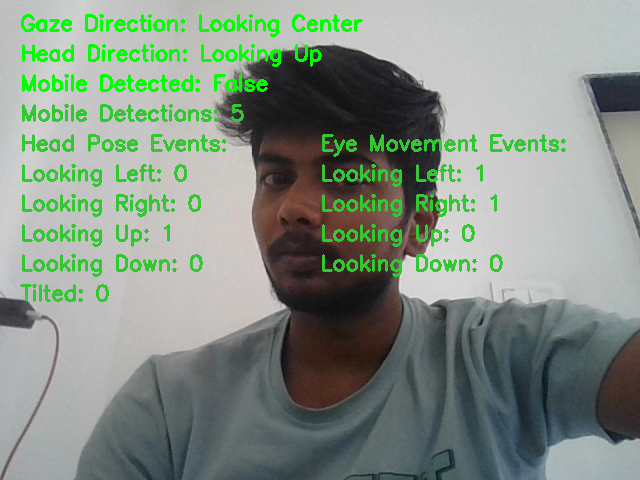 Gaze Direction: Looking Center
Head Direction: Looking Up
Mobile Detected: False
Mobile Detections: 5
Head Pose Events:
Looking Left: 0
Looking Right: 0
Looking Up: 1
Looking Down: 0
Tilted: 0
Eye Movement Events:
Looking Left: 1
Looking Right: 1
Looking Up: 0
Looking Down: 0